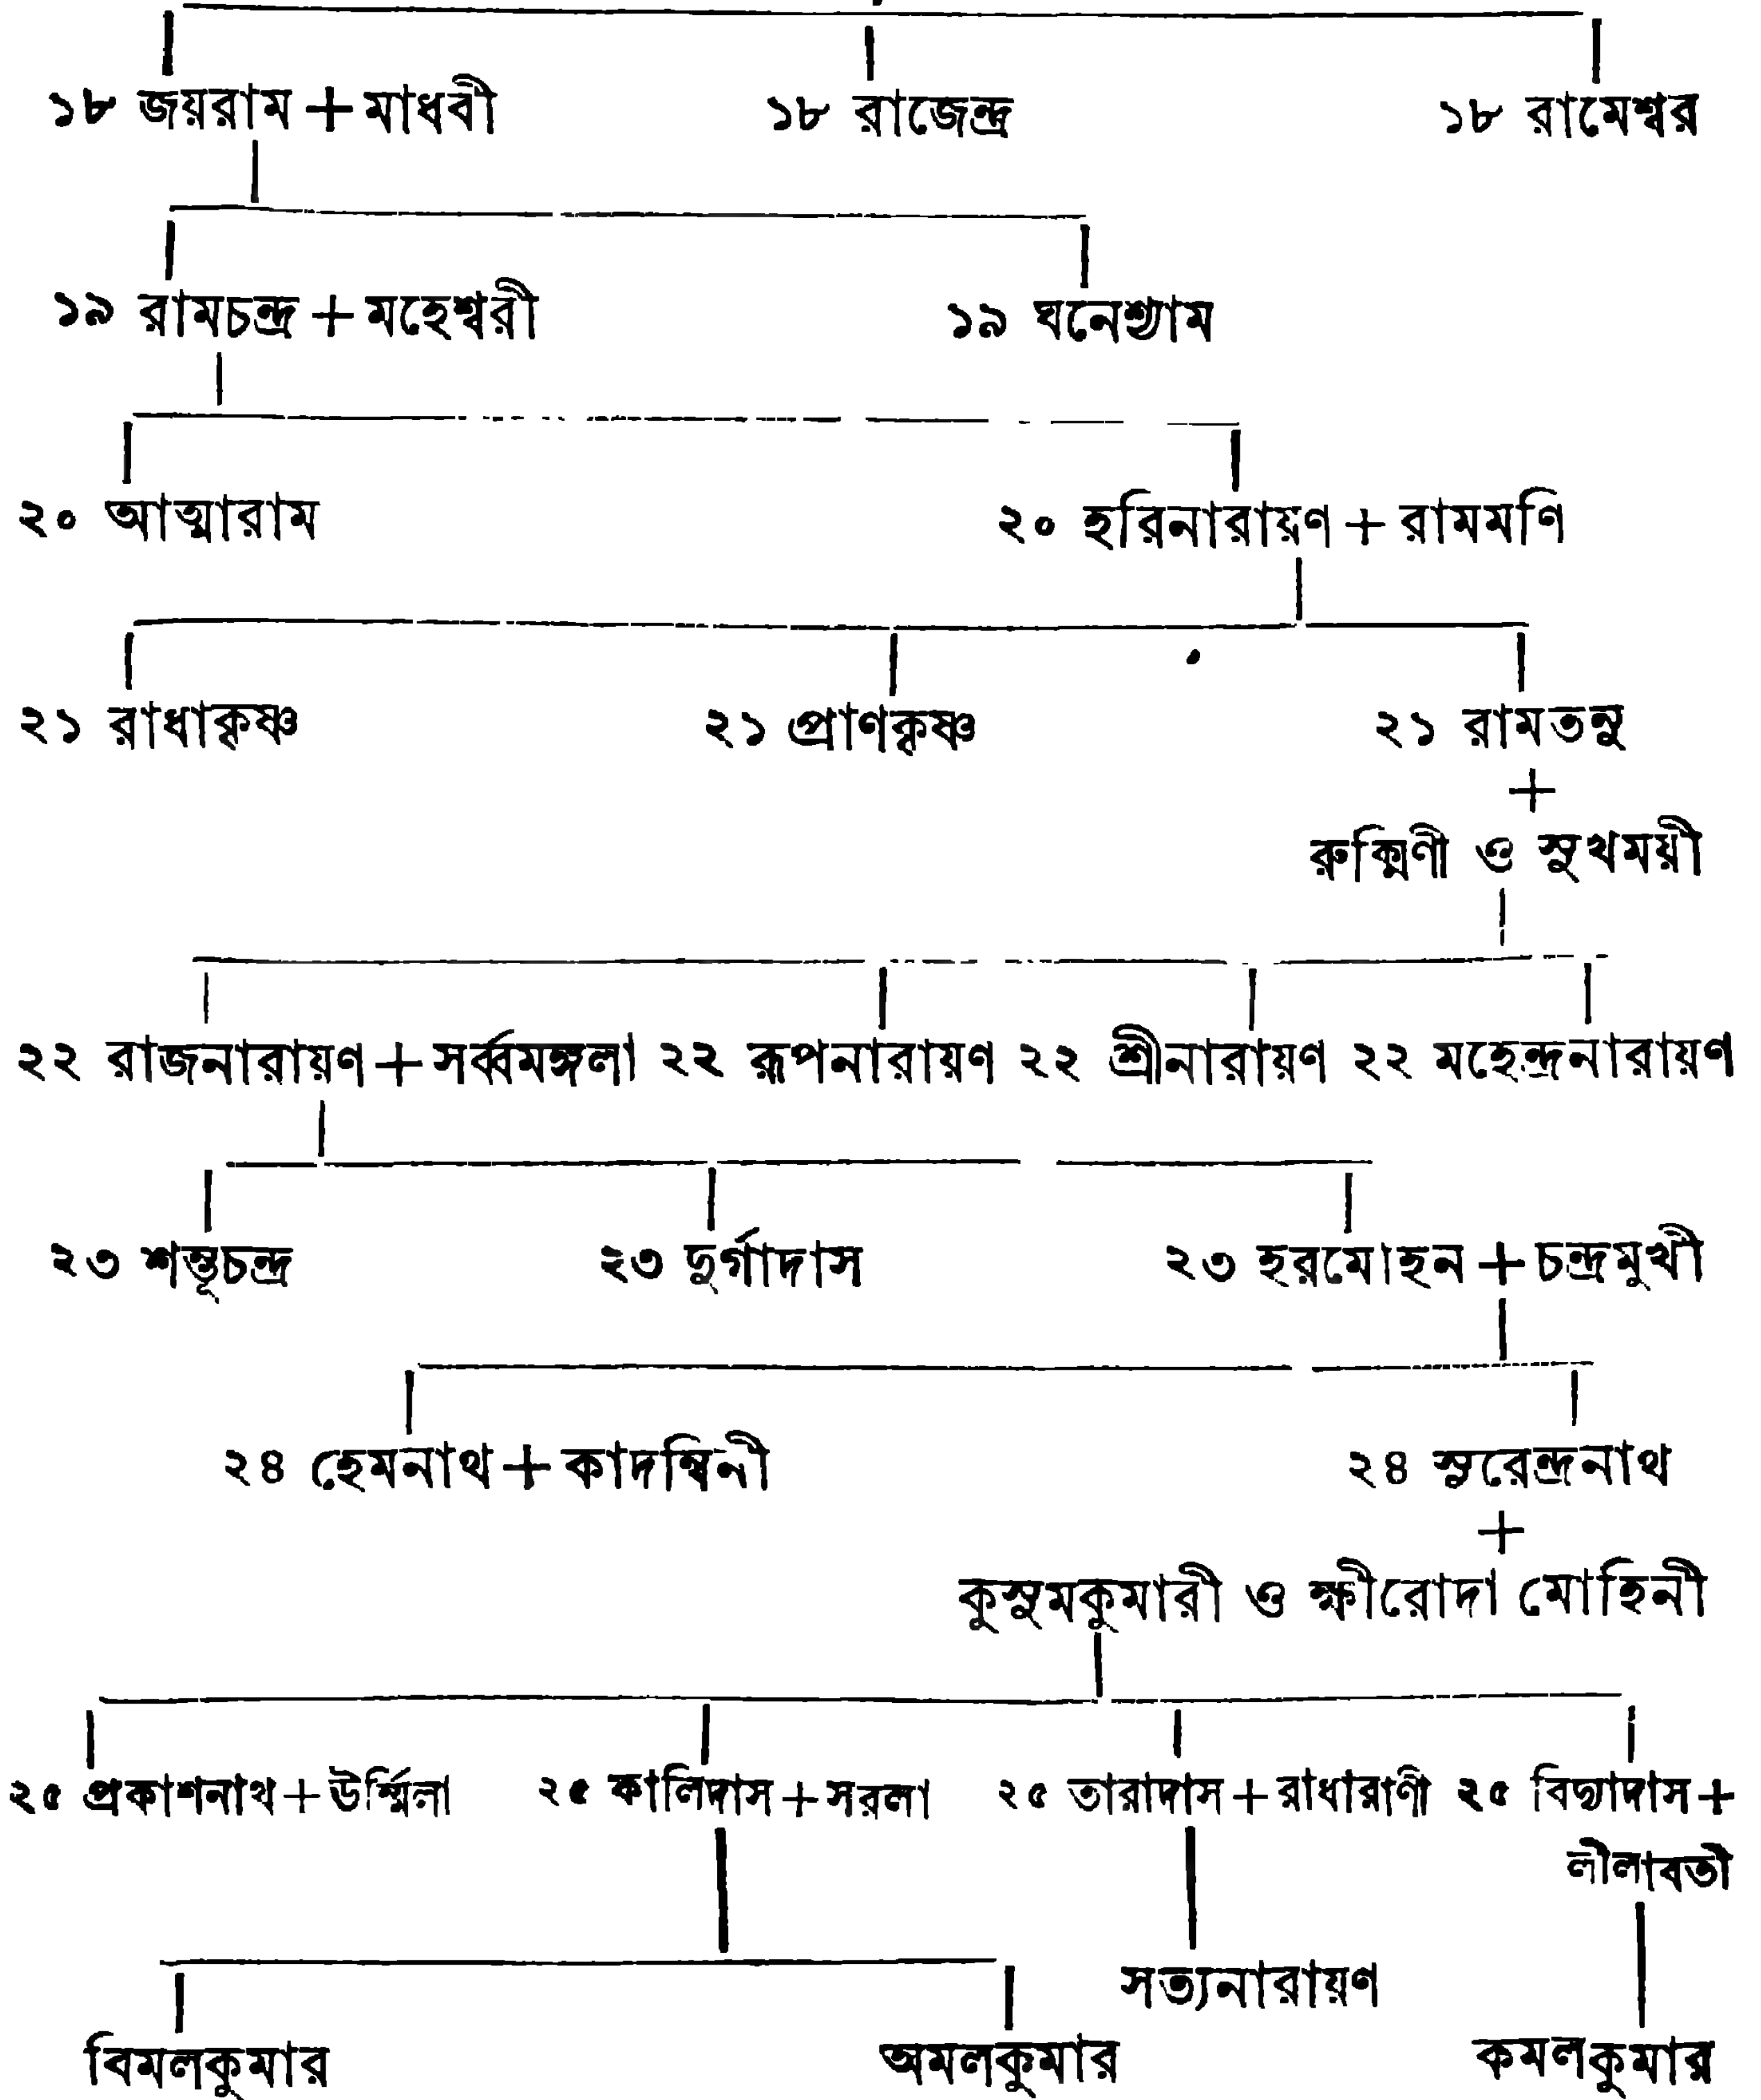 ১৮ জয়রাম + মাধবী ১৮ রাজেন্দ্র ১৮ রামেশ্বর
১৯ রামচন্দ্র + মহেশ্বরী ১৯ ঘনেশ্যাম
২০ আত্মারাম ২০ হরিনারায়ণ + রামমণি
২১ রাধাকৃষ্ণ ২১ প্রাণকৃষ্ণ ২১ রামতনু
+
রুক্মিণী ও সুখময়ী
২২ রাজনারায়ণ + সর্ব্বমঙ্গলা ২২ রূপনারায়ণ ২২ শ্রীনারায়ণ ২২ মহেন্দ্রনারায়ণ
২৩ শম্ভূচন্দ্র ২৩ দুর্গাদাস ২৩ হরমোহন + চন্দ্রমুখী
২৪ হেমনাথ + কাদম্বিনী ২৪ সুরেন্দ্রনাথ
+
কুসুমকুমারী ও ক্ষীরোদা মোহিনী
২৫ প্রকাশনাথ + ঊর্ম্মিলা ২৫ কালিদাস + সরলা ২৫ তারাদাস + রাধারাণী ২৫ বিদ্যাদাস +
লীলাবতী
সত্যনারায়ণ
বিমলকুমার অমলকুমার কমলকুমার